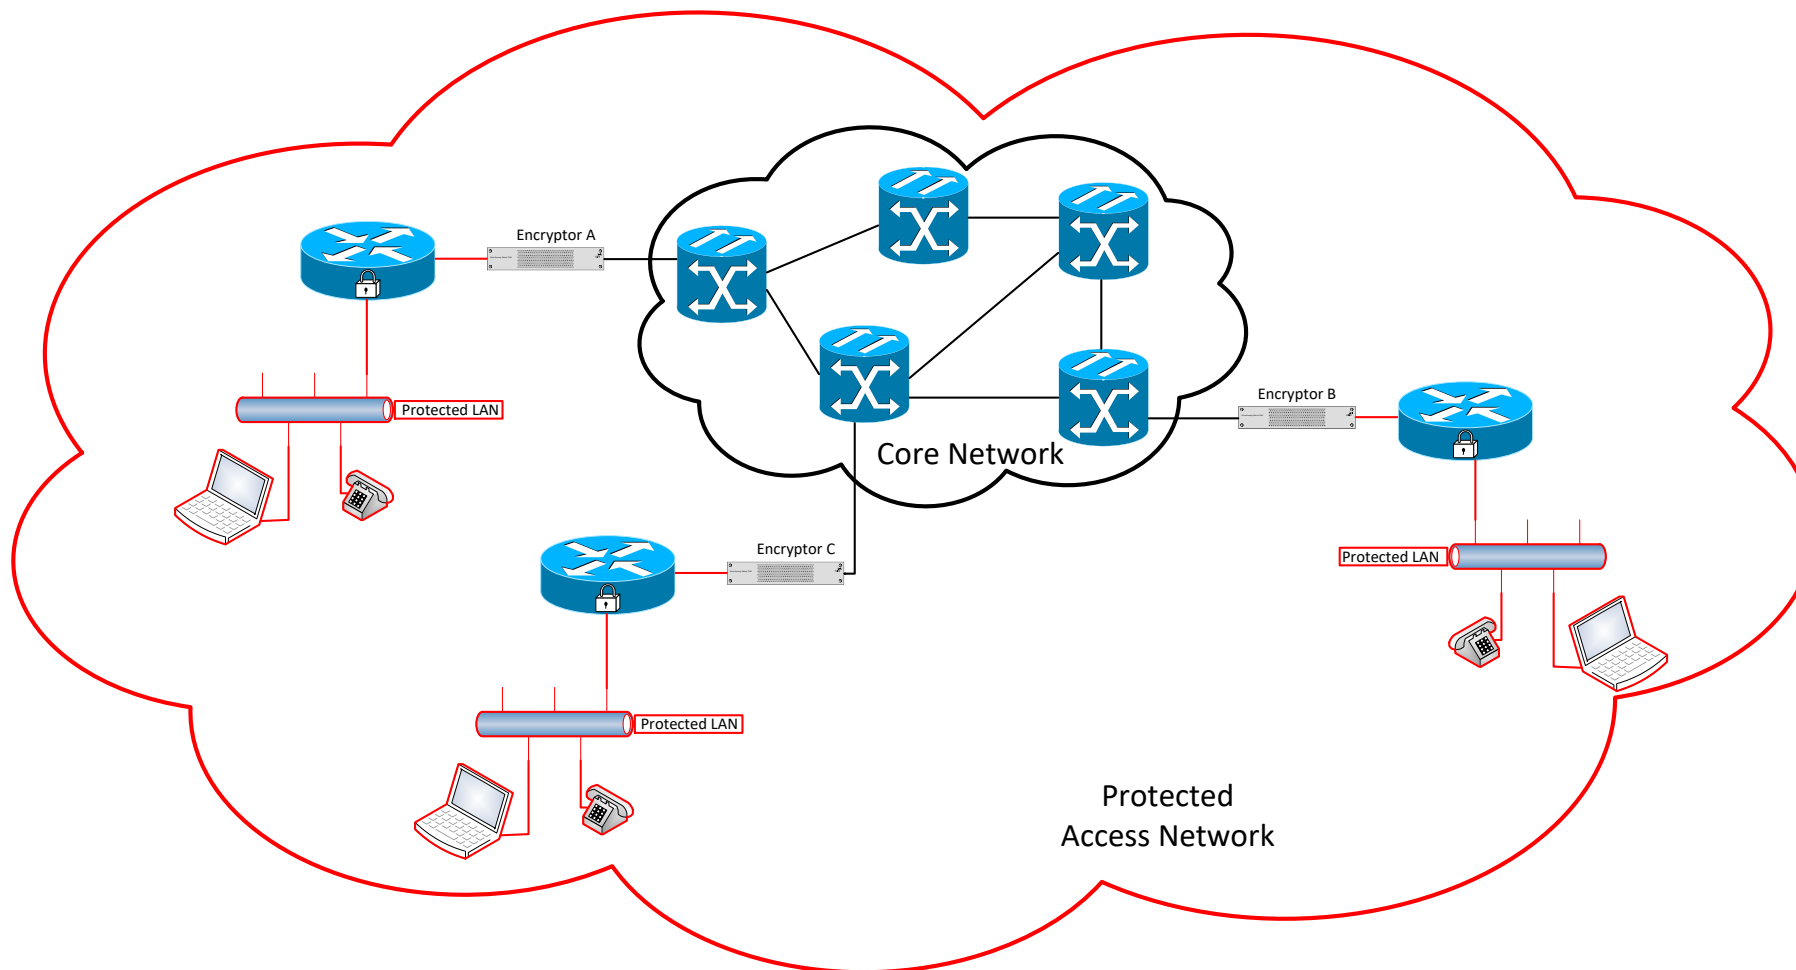 Encryptor A
Encryptor B
Protected LAN
Core Network
Encryptor C
Protected LAN
Protected LAN
Protected
Access Network